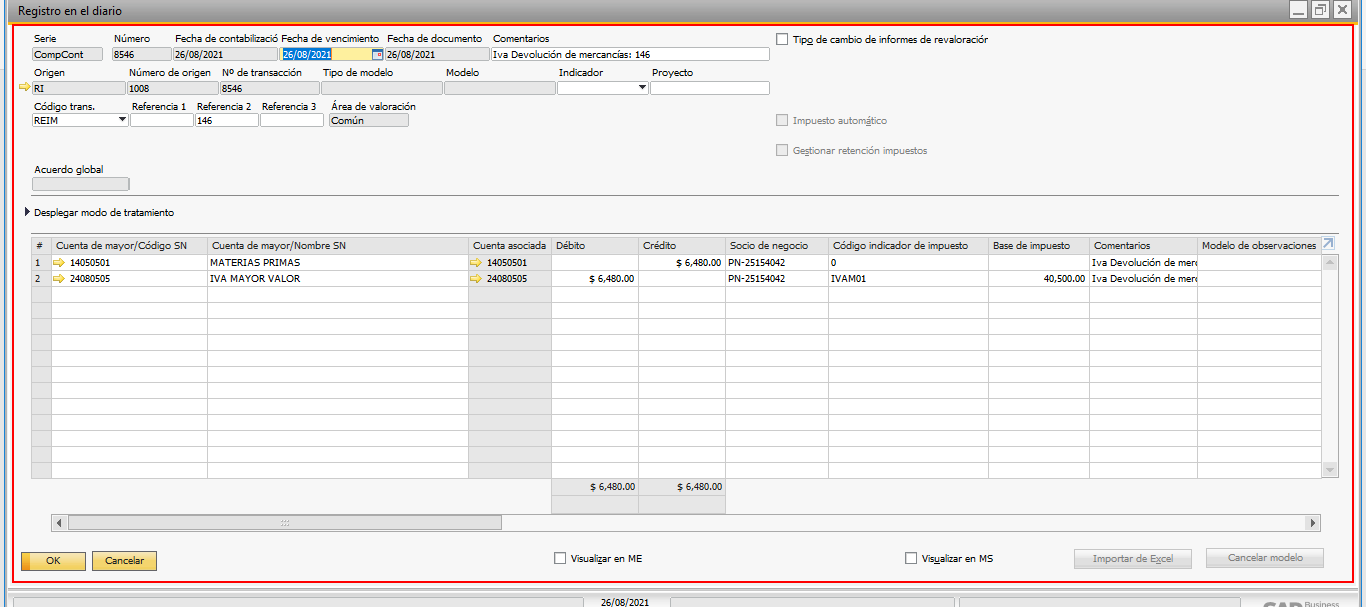 Registro en el diario
Serie Número Fecha de contabilizació Fecha de vencimiento Fecha de documento Comentarios
CompCont 8546 26/08/2021 26/08/2021 26/08/2021 Iva Devolución de mercancías: 146
Tipo de cambio de informes de revaloraciór
Origen Número de origen Nº de transacción Tipo de modelo Modelo Indicador Proyecto
RI 1008 8546
Código trans. Referencia 1 Referencia 2 Referencia 3 Área de valoración
REIM 146 Común
Impuesto automático
Gestionar retención impuestos
Acuerdo global
Desplegar modo de tratamiento
# Cuenta de mayor/Código SN Cuenta de mayor/Nombre SN Cuenta asociada Débito Crédito Socio de negocio Código indicador de impuesto Base de impuesto Comentarios Modelo de observaciones
1 14050501 MATERIAS PRIMAS 14050501 $ 6,480.00 PN-25154042 0 Iva Devolución de merc
2 24080505 IVA MAYOR VALOR 24080505 $ 6,480.00 PN-25154042 IVAM01 40,500.00 Iva Devolución de merc
$ 6,480.00 $ 6,480.00
OK Cancelar Visualizar en ME Visualizar en MS Importar de Excel Cancelar modelo
26/08/2021 SAP Business